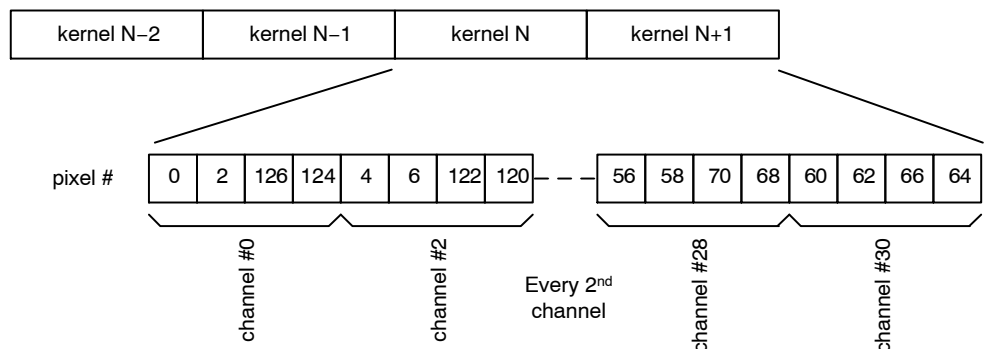 kernel N−2 kernel N−1 kernel N kernel N+1
pixel # 0 2 126 124 4 6 122 120 56 58 70 68 60 62 66 64
channel #0
channel #2
Every 2nd
channel
channel #28
channel #30